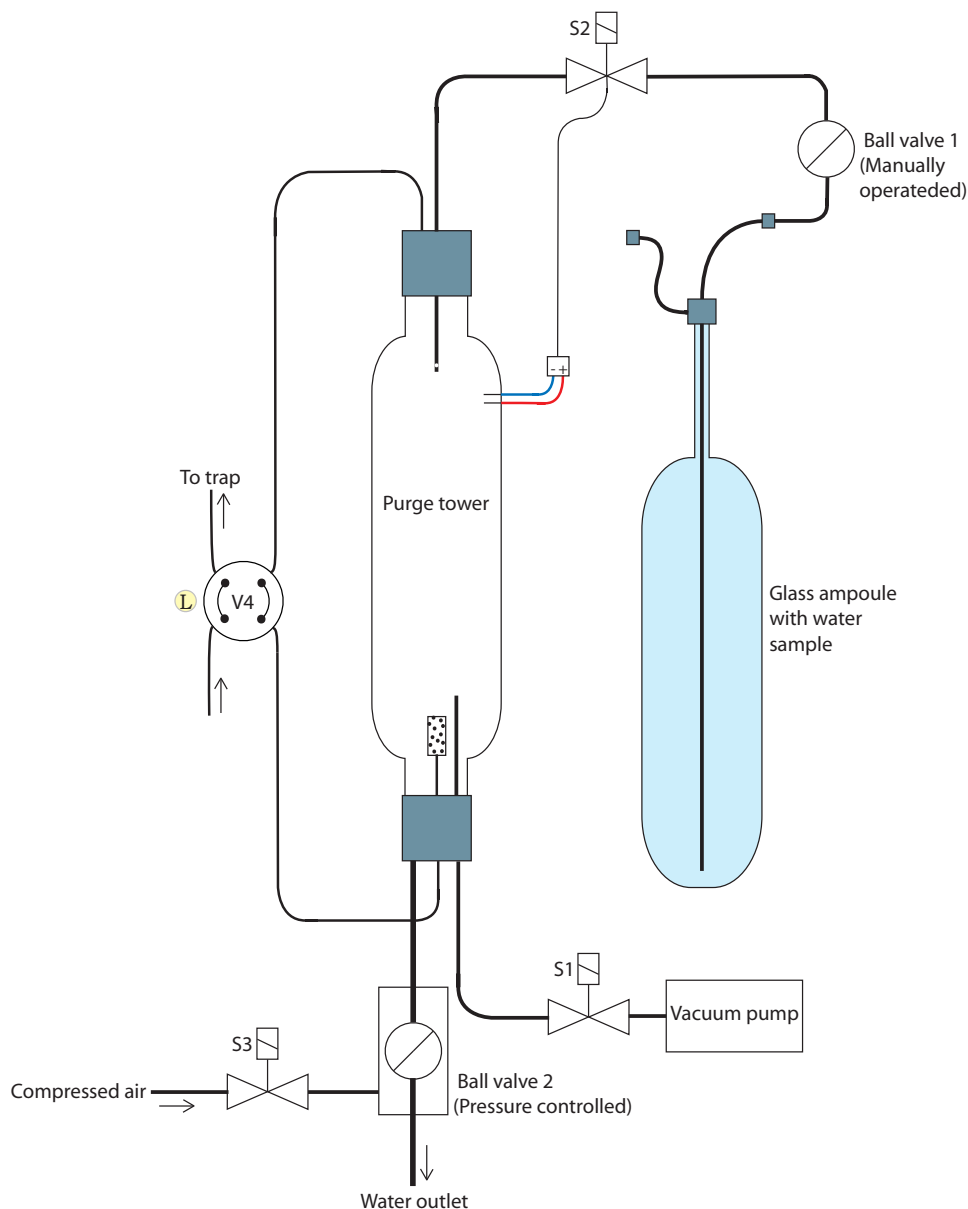 S2
Ball valve 1
(Manually
operateded)
- +
To trap
Purge tower
L
V4
Glass ampoule
with water
sample
S1
Vacuum pump
S3
Compressed air
Ball valve 2
(Pressure controlled)
Water outlet